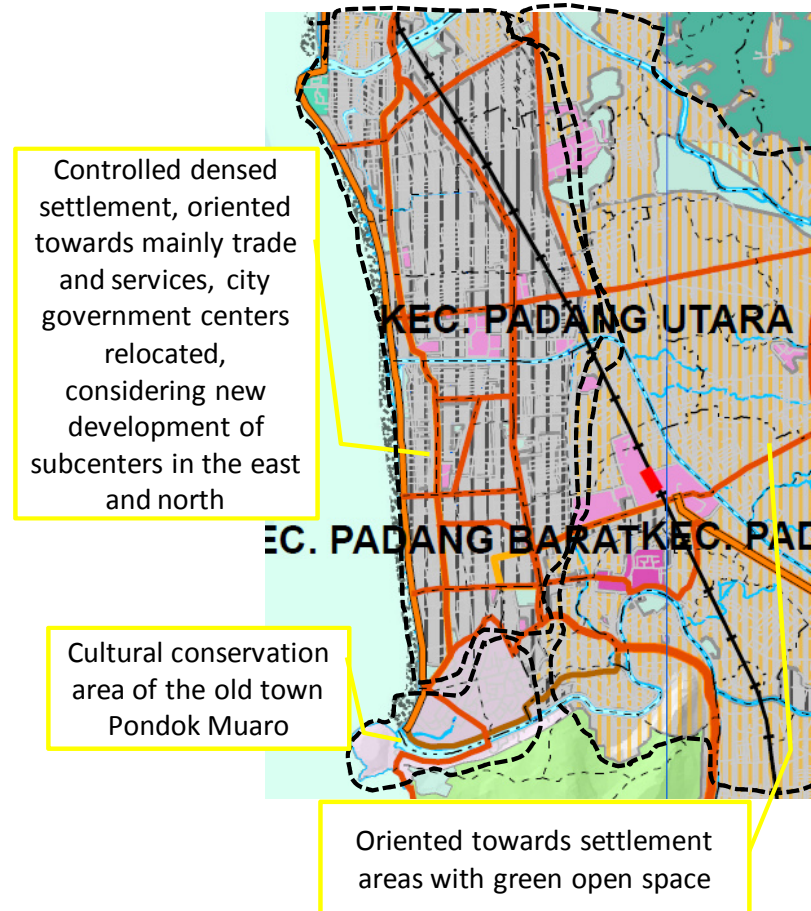 Controlled densed
settlement, oriented
towards mainly trade
and services, city
government centers
relocated,
considering new
development of
subcenters in the east
and north
KEC. PADANG UTARA
EC. PADANG BARAT
KEC. PAD
Cultural conservation
area of the old town
Pondok Muaro
Oriented towards settlement
areas with green open space